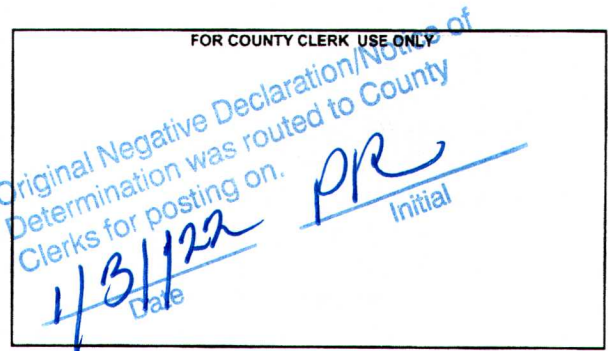 FOR COUNTY CLERK USE ONLY
Original Negative Declaration/Notice of
Determination was routed to County
Clerks for posting on.
1/31/22 PR
Date Initial